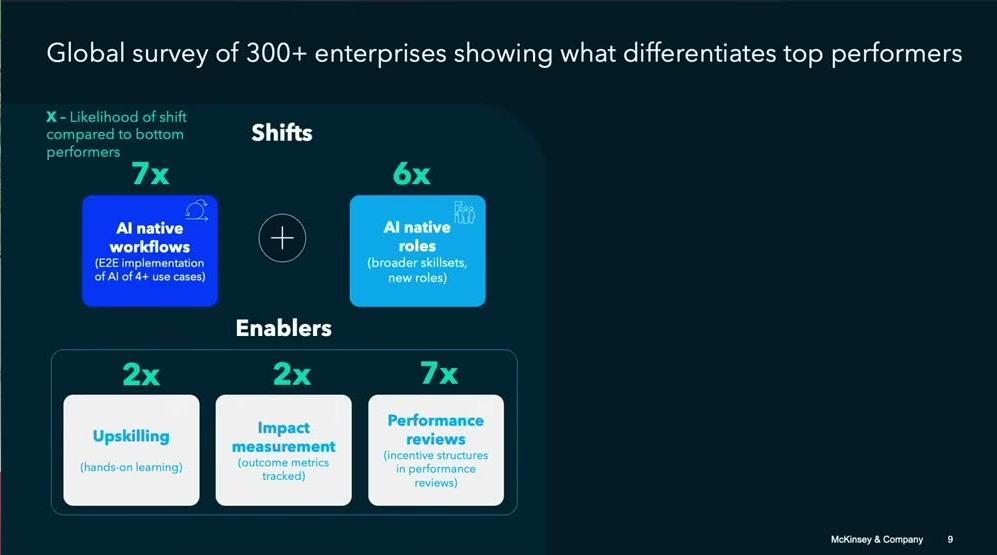 Global survey of 300+ enterprises showing what differentiates top performers
X – Likelihood of shift
compared to bottom
performers
Shifts
7x
AI native
workflows
(E2E implementation
of AI of 4+ use cases)
6x
AI native
roles
(broader skillsets,
new roles)
Enablers
2x
Upskilling
(hands-on learning)
2x
Impact
measurement
(outcome metrics
tracked)
7x
Performance
reviews
(incentive structures
in performance
reviews)
McKinsey & Company 9